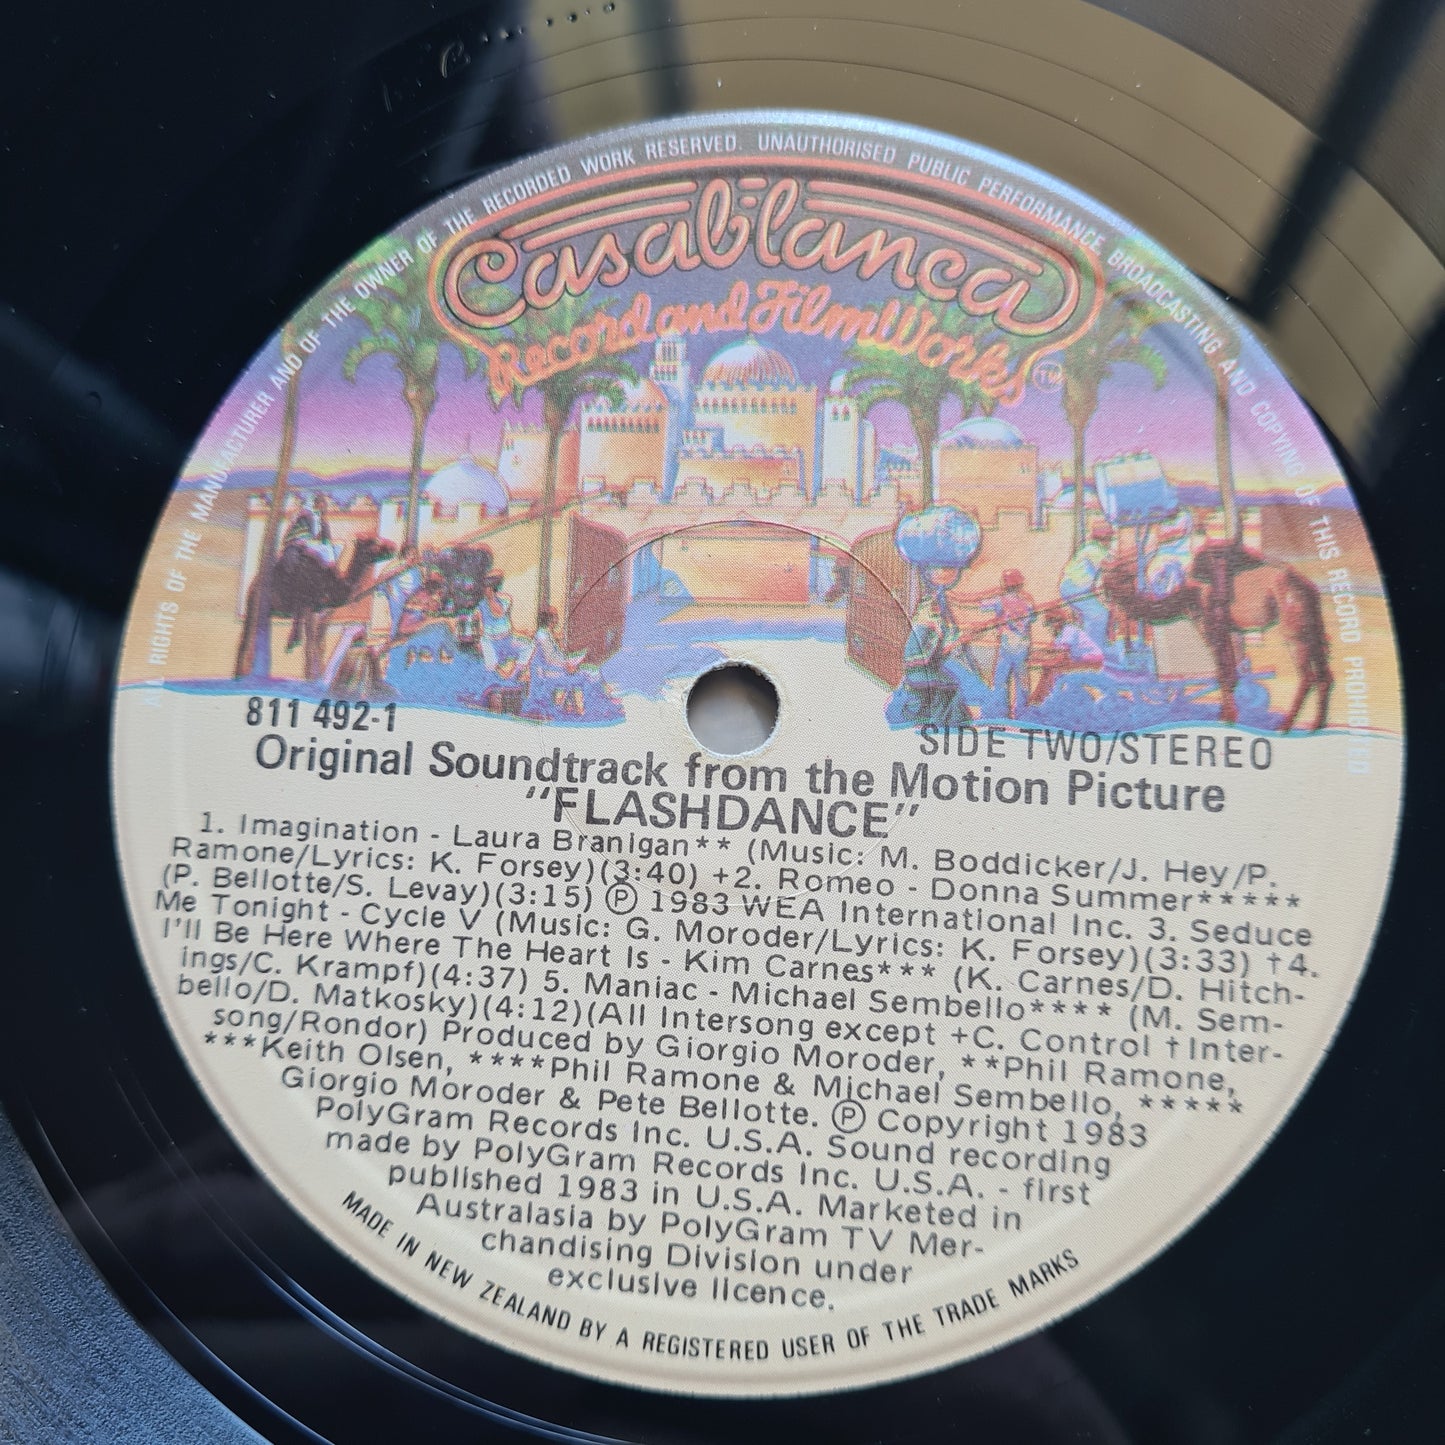 ALL RIGHTS OF THE MANUFACTURER AND OF THE OWNER OF THE RECORDED WORK RESERVED. UNAUTHORISED PUBLIC PERFORMANCE, BROADCASTING AND COPYING OF THIS RECORD PROHIBITED
Casablanca
Record and FilmWorks TM
811 492-1
SIDE TWO/STEREO
Original Soundtrack from the Motion Picture
"FLASHDANCE"
1. Imagination - Laura Branigan** (Music: M. Boddicker/J. Hey/P.
Ramone/Lyrics: K. Forsey)(3:40) +2. Romeo - Donna Summer*****
(P. Bellotte/S. Levay)(3:15) ℗ 1983 WEA International Inc. 3. Seduce
Me Tonight - Cycle V (Music: G. Moroder/Lyrics: K. Forsey)(3:33) †4.
I'll Be Here Where The Heart Is - Kim Carnes*** (K. Carnes/D. Hitch-
ings/C. Krampf)(4:37) 5. Maniac - Michael Sembello**** (M. Sem-
bello/D. Matkosky)(4:12)(All Intersong except +C. Control †Inter-
song/Rondor) Produced by Giorgio Moroder, **Phil Ramone,
***Keith Olsen, ****Phil Ramone & Michael Sembello, *****
Giorgio Moroder & Pete Bellotte. ℗ Copyright 1983
PolyGram Records Inc. U.S.A. Sound recording
made by PolyGram Records Inc. U.S.A. - first
published 1983 in U.S.A. Marketed in
Australasia by PolyGram TV Mer-
chandising Division under
exclusive licence.
MADE IN NEW ZEALAND BY A REGISTERED USER OF THE TRADE MARKS